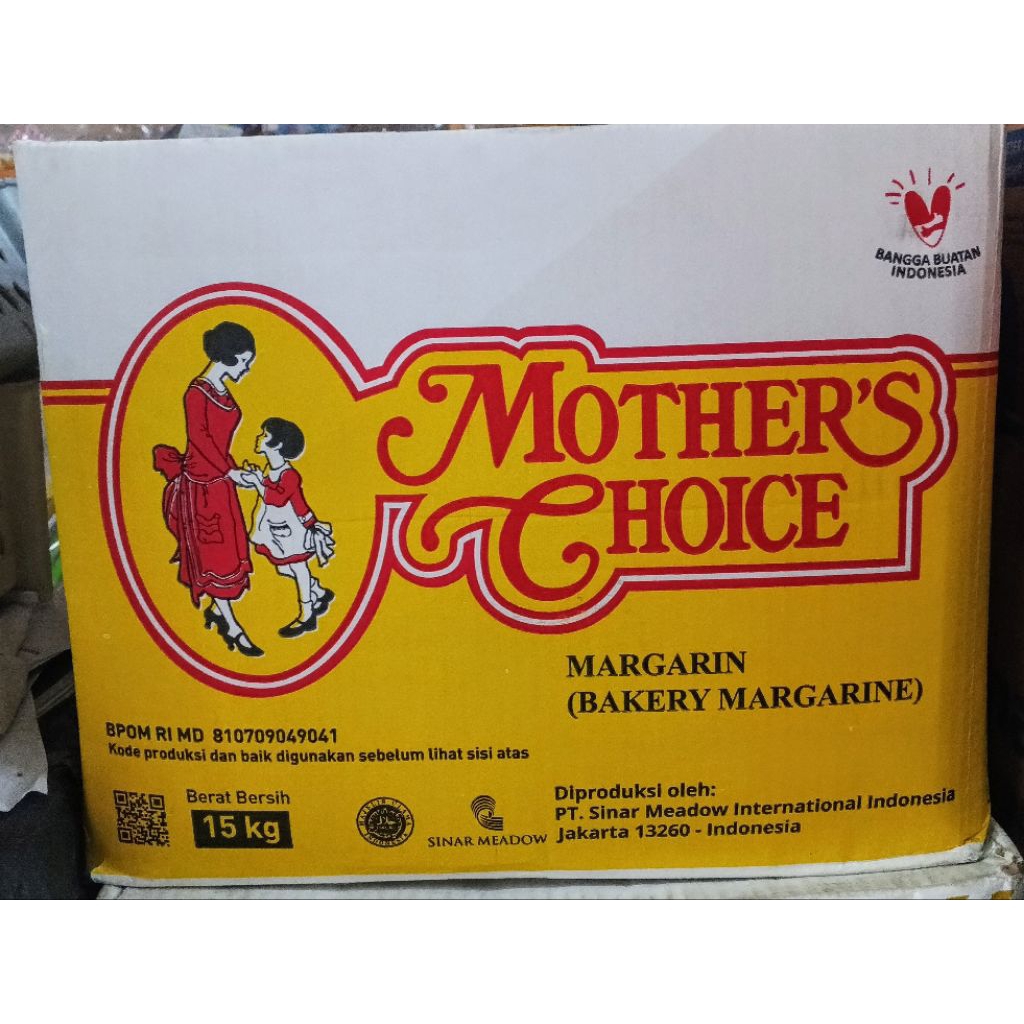 BANGGA BUATAN
INDONESIA
MOTHER'S
CHOICE
MARGARIN
(BAKERY MARGARINE)
BPOM RI MD 810709049041
Kode produksi dan baik digunakan sebelum lihat sisi atas
Berat Bersih
15 kg
SINAR MEADOW
Diproduksi oleh:
PT. Sinar Meadow International Indonesia
Jakarta 13260 - Indonesia